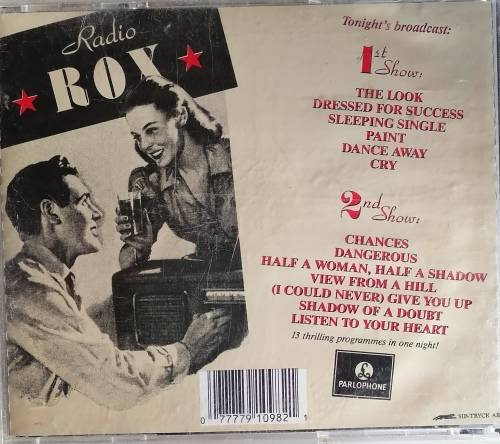 Radio
ROX
Tonight's broadcast:
1st Show:
THE LOOK
DRESSED FOR SUCCESS
SLEEPING SINGLE
PAINT
DANCE AWAY
CRY
2nd Show:
CHANCES
DANGEROUS
HALF A WOMAN, HALF A SHADOW
VIEW FROM A HILL
(I COULD NEVER) GIVE YOU UP
SHADOW OF A DOUBT
LISTEN TO YOUR HEART
13 thrilling programmes in one night!
PARLOPHONE
0 77779 10982 1